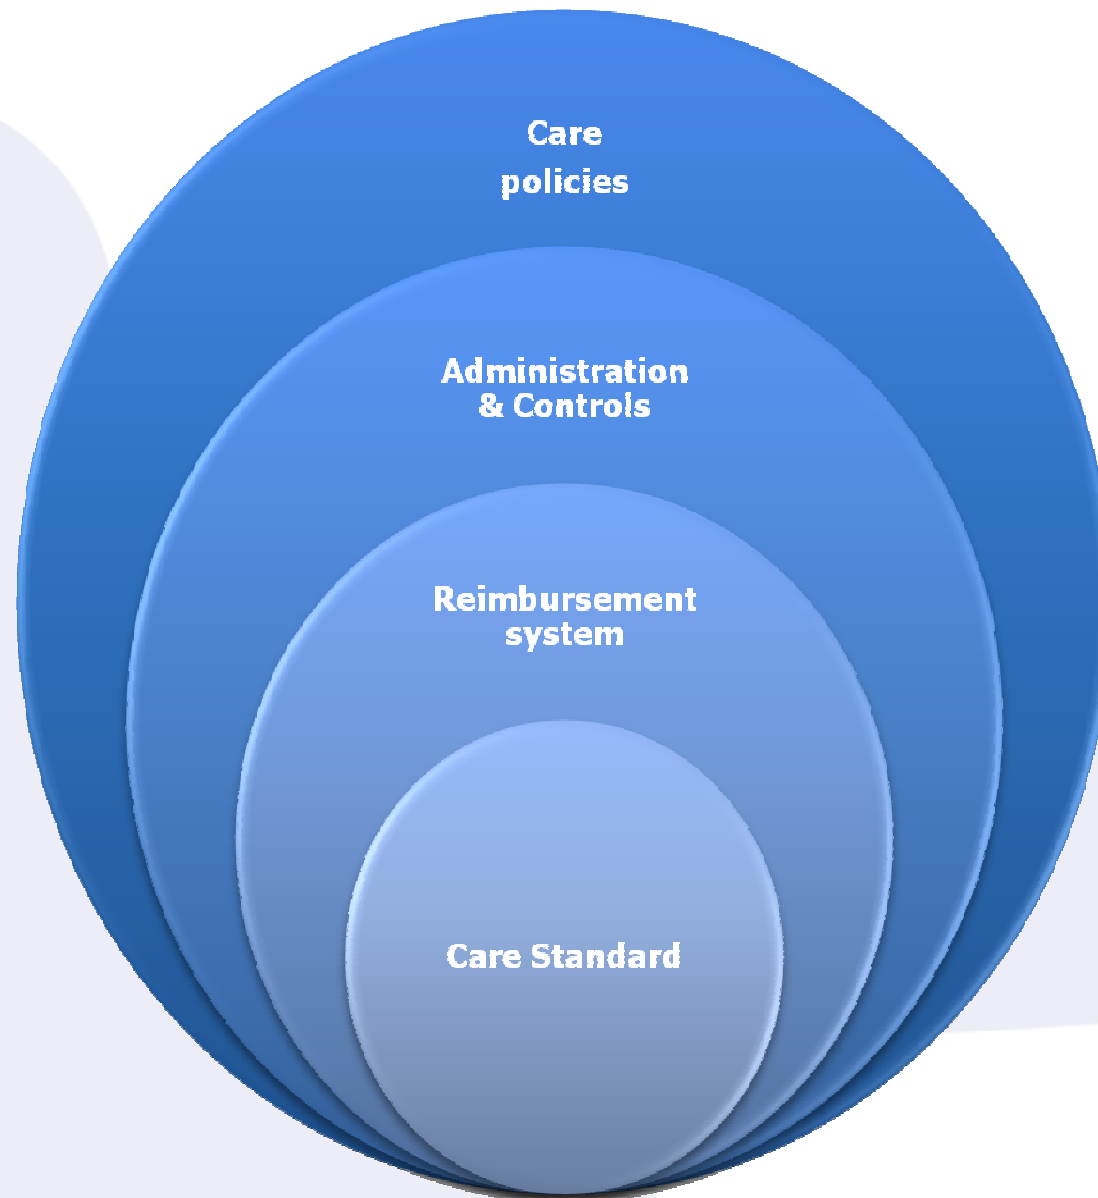 Care
policies
Administration
& Controls
Reimbursement
system
Care Standard